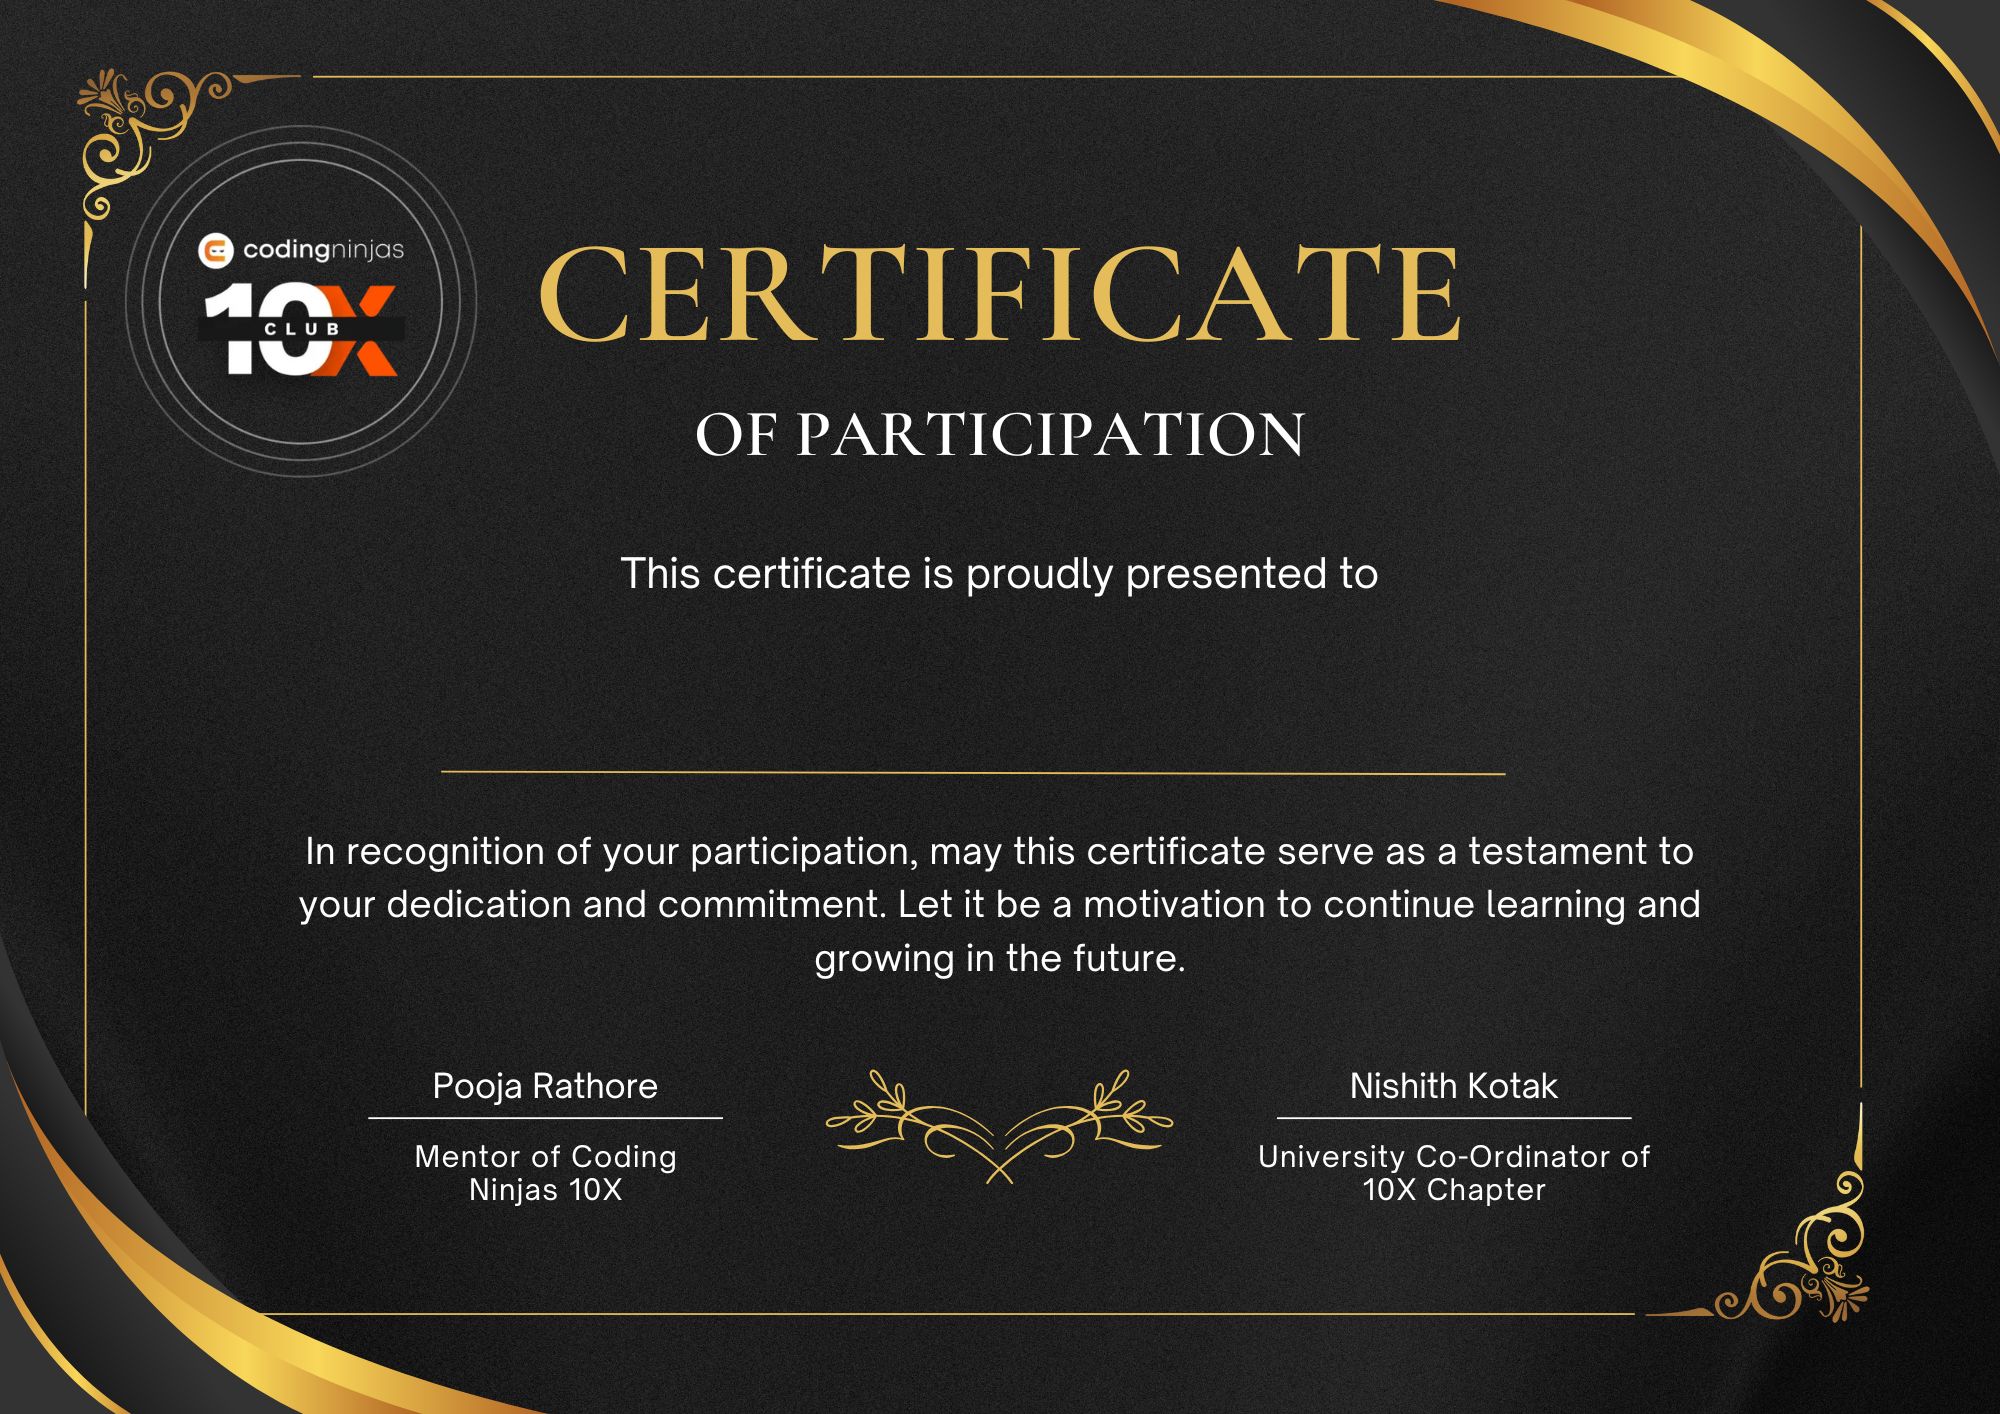 codingninjas
10X
CLUB
CERTIFICATE
OF PARTICIPATION
This certificate is proudly presented to
In recognition of your participation, may this certificate serve as a testament to
your dedication and commitment. Let it be a motivation to continue learning and
growing in the future.
Pooja Rathore
Mentor of Coding
Ninjas 10X
Nishith Kotak
University Co-Ordinator of
10X Chapter